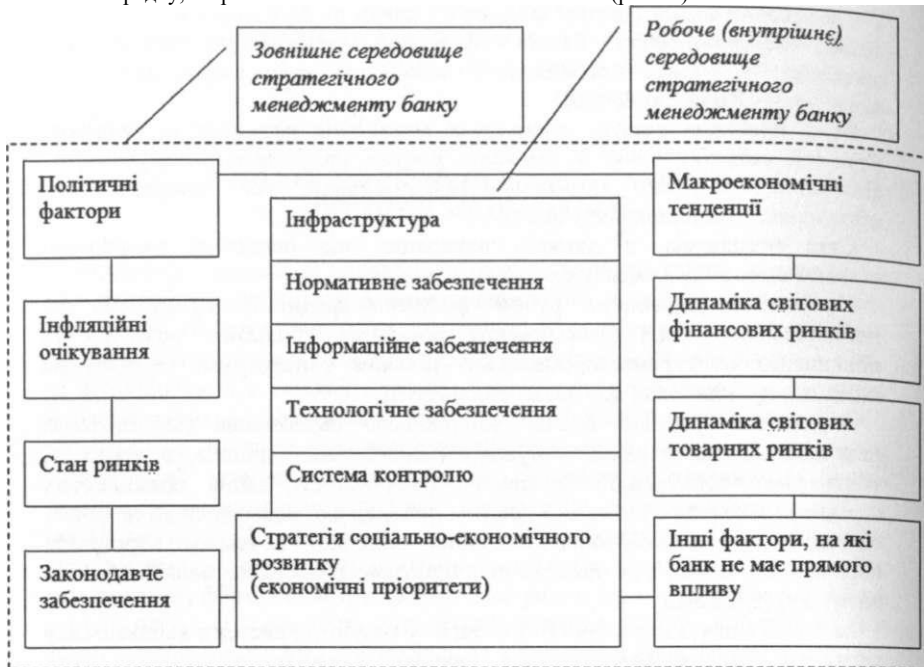 Зовнішнє середовище
стратегічного
менеджменту банку
Робоче (внутрішнє)
середовище
стратегічного
менеджменту банку
Політичні
фактори
Інфляційні
очікування
Стан ринків
Законодавче
забезпечення
Інфраструктура
Нормативне забезпечення
Інформаційне забезпечення
Технологічне забезпечення
Система контролю
Стратегія соціально-економічного
розвитку
(економічні пріоритети)
Макроекономічні
тенденції
Динаміка світових
фінансових ринків
Динаміка світових
товарних ринків
Інші фактори, на які
банк не має прямого
впливу